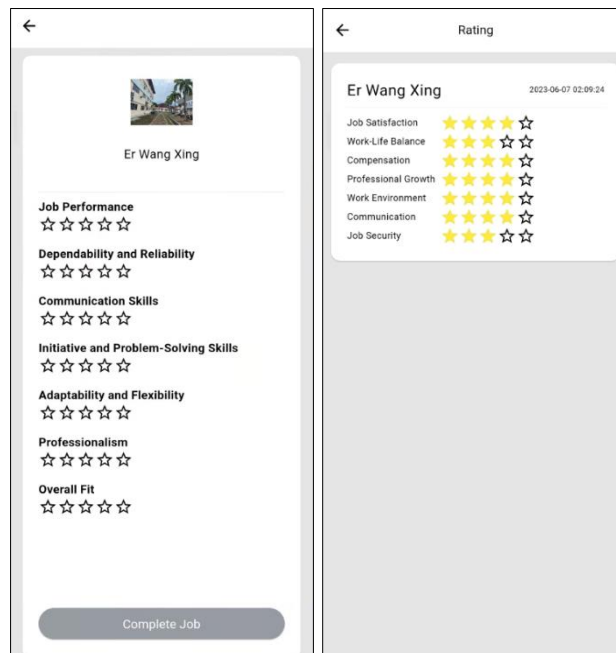 Er Wang Xing
Job Performance
Dependability and Reliability
Communication Skills
Initiative and Problem-Solving Skills
Adaptability and Flexibility
Professionalism
Overall Fit
Complete Job
Rating
Er Wang Xing 2023-06-07 02:09:24
Job Satisfaction
Work-Life Balance
Compensation
Professional Growth
Work Environment
Communication
Job Security